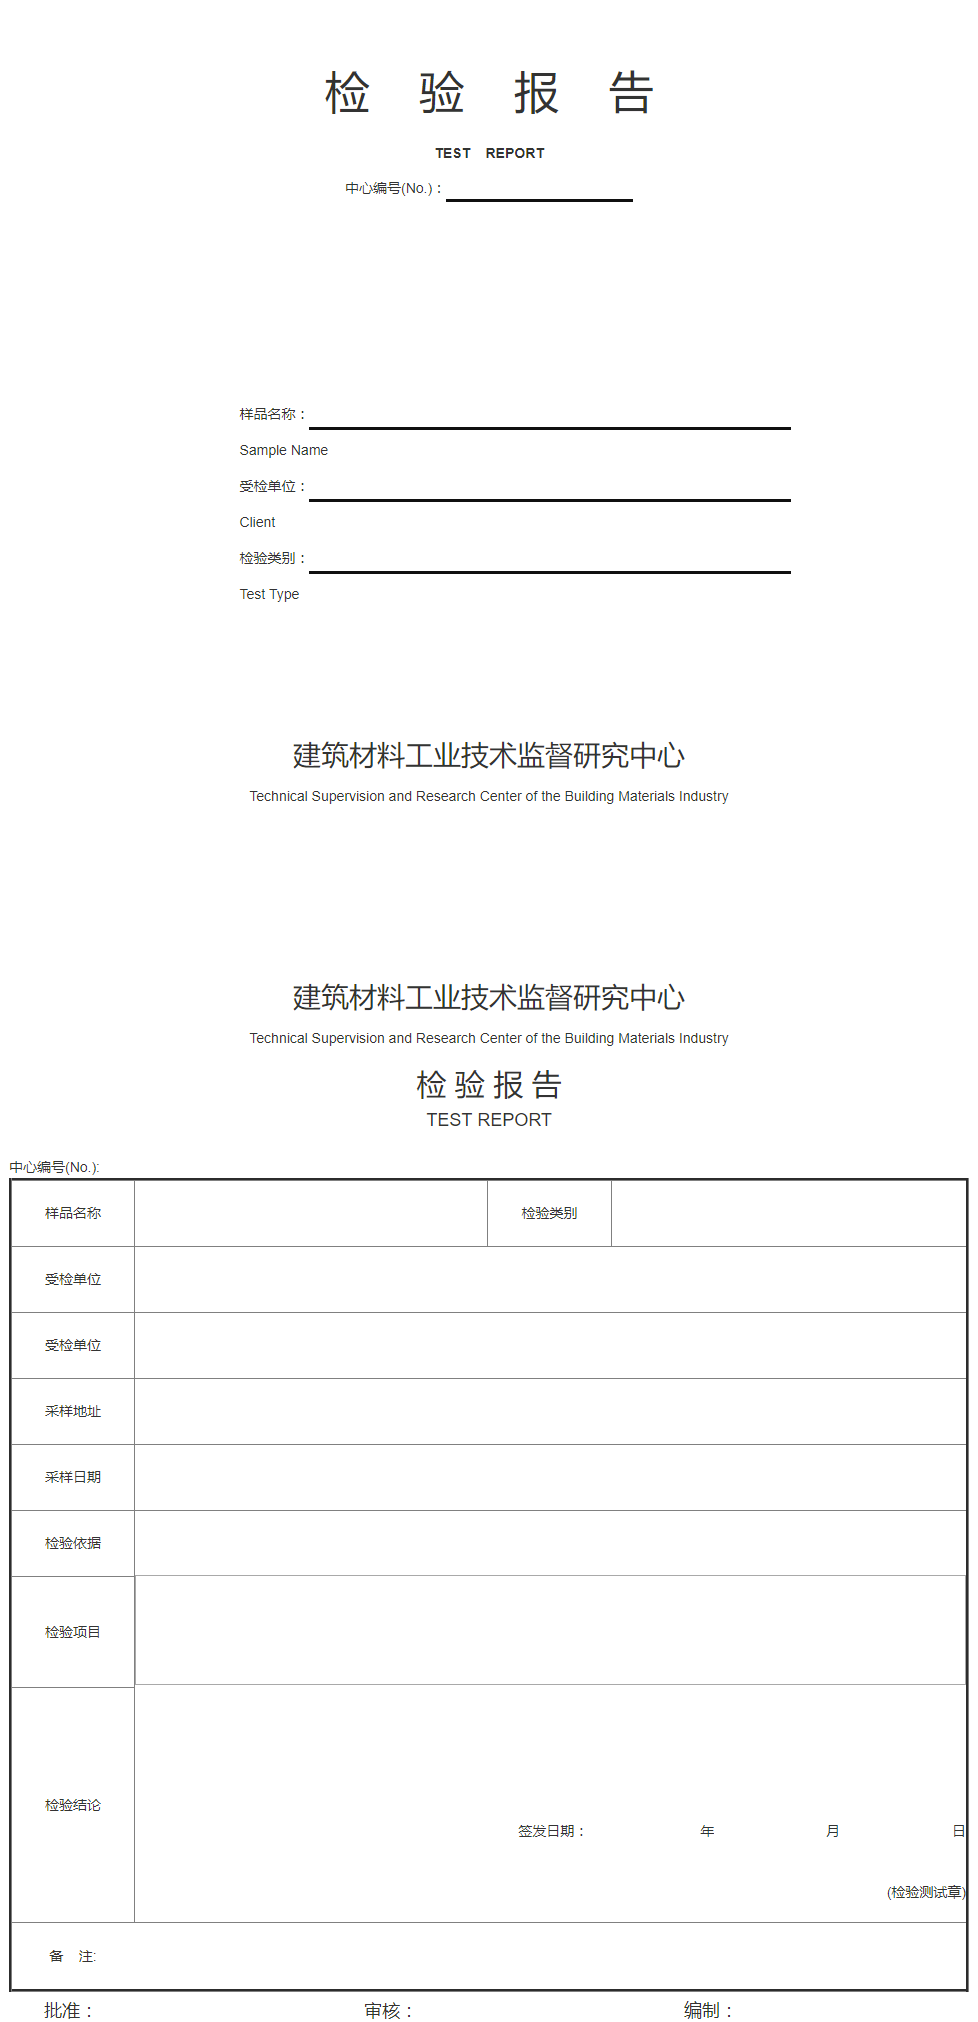 检 验 报 告
TEST REPORT
中心编号(No.)：
样品名称：
Sample Name
受检单位：
Client
检验类别：
Test Type
建筑材料工业技术监督研究中心
Technical Supervision and Research Center of the Building Materials Industry
建筑材料工业技术监督研究中心
Technical Supervision and Research Center of the Building Materials Industry
检 验 报 告
TEST REPORT
中心编号(No.):
样品名称 检验类别
受检单位
受检单位
采样地址
采样日期
检验依据
检验项目
检验结论
签发日期： 年 月 日
(检验测试章)
备 注:
批准： 审核： 编制：